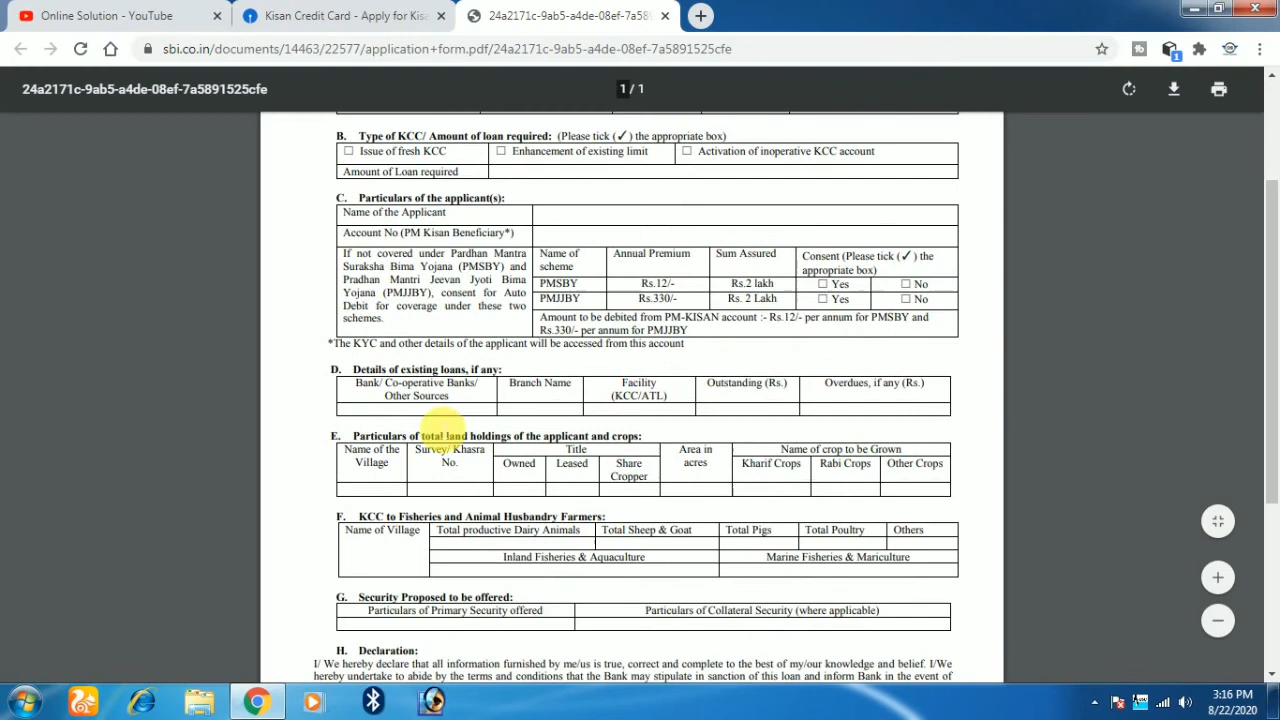 Online Solution - YouTube
Kisan Credit Card - Apply for Kisa
24a2171c-9ab5-a4de-08ef-7a5891
sbi.co.in/documents/14463/22577/application+form.pdf/24a2171c-9ab5-a4de-08ef-7a5891525cfe
1
24a2171c-9ab5-a4de-08ef-7a5891525cfe
1 / 1
B. Type of KCC/ Amount of loan required: (Please tick (✓) the appropriate box)
☐ Issue of fresh KCC ☐ Enhancement of existing limit ☐ Activation of inoperative KCC account
Amount of Loan required
C. Particulars of the applicant(s):
Name of the Applicant
Account No (PM Kisan Beneficiary*)
If not covered under Pardhan Mantra
Suraksha Bima Yojana (PMSBY) and
Pradhan Mantri Jeevan Jyoti Bima
Yojana (PMJJBY), consent for Auto
Debit for coverage under these two
schemes.
Name of
scheme
Annual Premium
Sum Assured
Consent (Please tick (✓) the
appropriate box)
PMSBY Rs.12/- Rs.2 lakh ☐ Yes ☐ No
PMJJBY Rs.330/- Rs. 2 Lakh ☐ Yes ☐ No
Amount to be debited from PM-KISAN account :- Rs.12/- per annum for PMSBY and
Rs.330/- per annum for PMJJBY
*The KYC and other details of the applicant will be accessed from this account
D. Details of existing loans, if any:
Bank/ Co-operative Banks/
Other Sources
Branch Name
Facility
(KCC/ATL)
Outstanding (Rs.)
Overdues, if any (Rs.)
E. Particulars of total land holdings of the applicant and crops:
Name of the
Village
Survey/ Khasra
No.
Title
Owned Leased Share
Cropper
Area in
acres
Name of crop to be Grown
Kharif Crops Rabi Crops Other Crops
F. KCC to Fisheries and Animal Husbandry Farmers:
Name of Village Total productive Dairy Animals Total Sheep & Goat Total Pigs Total Poultry Others
Inland Fisheries & Aquaculture Marine Fisheries & Mariculture
G. Security Proposed to be offered:
Particulars of Primary Security offered Particulars of Collateral Security (where applicable)
H. Declaration:
I/ We hereby declare that all information furnished by me/us is true, correct and complete to the best of my/our knowledge and belief. I/We
hereby undertake to abide by the terms and conditions that the Bank may stipulate in sanction of this loan and inform Bank in the event of
3:16 PM
8/22/2020